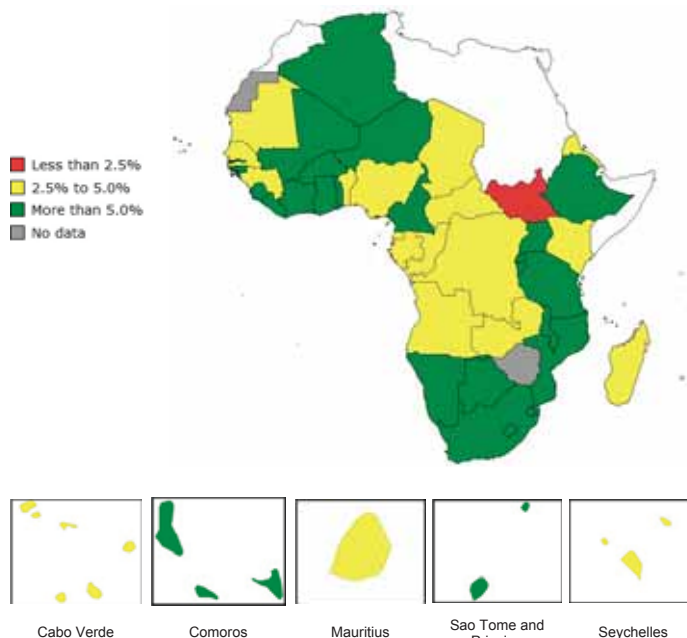 Less than 2.5%
2.5% to 5.0%
More than 5.0%
No data
Cabo Verde
Comoros
Mauritius
Sao Tome and
Seychelles